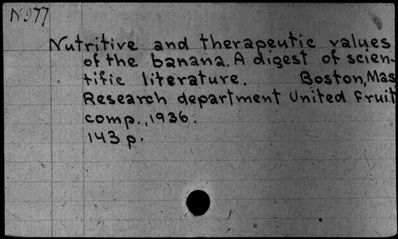 N977
Nutritive and therapeutic values
of the banana. A digest of scien-
tific literature. Boston, Mas
Research department United Fruit
comp., 1936.
143 p.